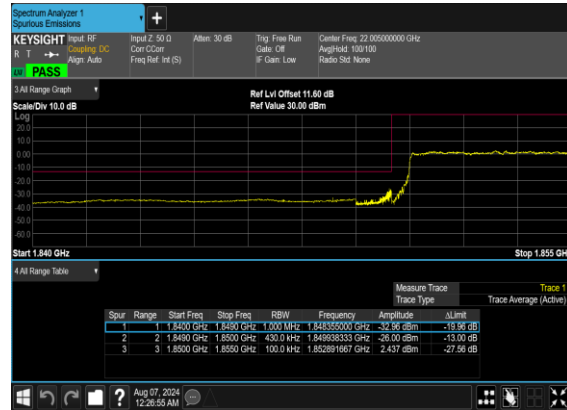 Spectrum Analyzer 1
Spurious Emissions
KEYSIGHT Input: RF Input Z: 50 Ω Atten: 30 dB Trig: Free Run Center Freq: 22.005000000 GHz
R T Coupling: DC Corr CCorr Gate: Off Avg|Hold: 100/100
Align: Auto Freq Ref: Int (S) IF Gain: Low Radio Std: None
LW PASS
3 All Range Graph
Ref Lvl Offset 11.60 dB
Scale/Div 10.0 dB Ref Value 30.00 dBm
Log
20.0
10.0
0.00
-10.0
-20.0
-30.0
-40.0
-50.0
-60.0
Start 1.840 GHz Stop 1.855 GH
4 All Range Table
Measure Trace Trace 1
Trace Type Trace Average (Active)
Spur Range Start Freq Stop Freq RBW Frequency Amplitude ΔLimit
1 1 1.8400 GHz 1.8490 GHz 1.000 MHz 1.848355000 GHz -32.96 dBm -19.96 dB
2 2 1.8490 GHz 1.8500 GHz 430.0 kHz 1.849938333 GHz -26.00 dBm -13.00 dB
3 3 1.8500 GHz 1.8550 GHz 100.0 kHz 1.852891667 GHz 2.437 dBm -27.56 dB
? Aug 07, 2024
12:26:55 AM